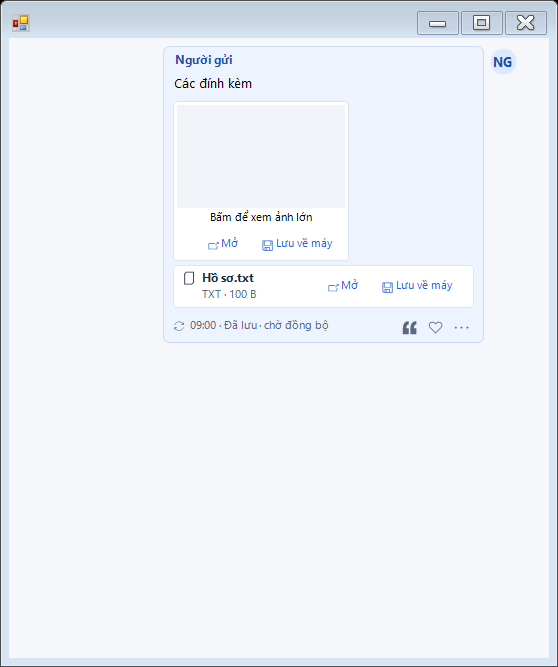 Người gửi
NG
Các đính kèm
Bấm để xem ảnh lớn
Mở Lưu về máy
Hồ sơ.txt
TXT · 100 B
Mở Lưu về máy
09:00 · Đã lưu · chờ đồng bộ